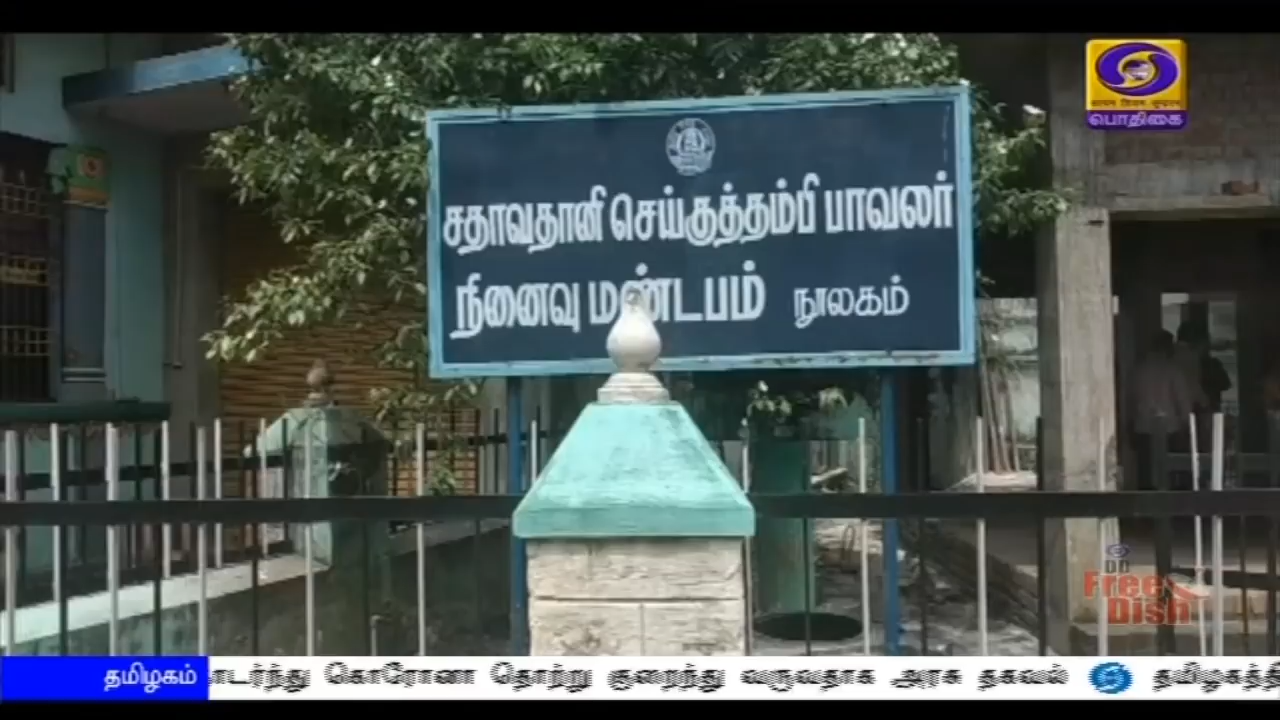 பொதிகை
சதாவதானி செய்குத்தம்பி பாவலர்
நினைவு மண்டபம் நூலகம்
DD
Free
Dish
தமிழகம்
டர்ந்து கொரோனா தொற்று குறைந்து வருவதாக அரசு தகவல்